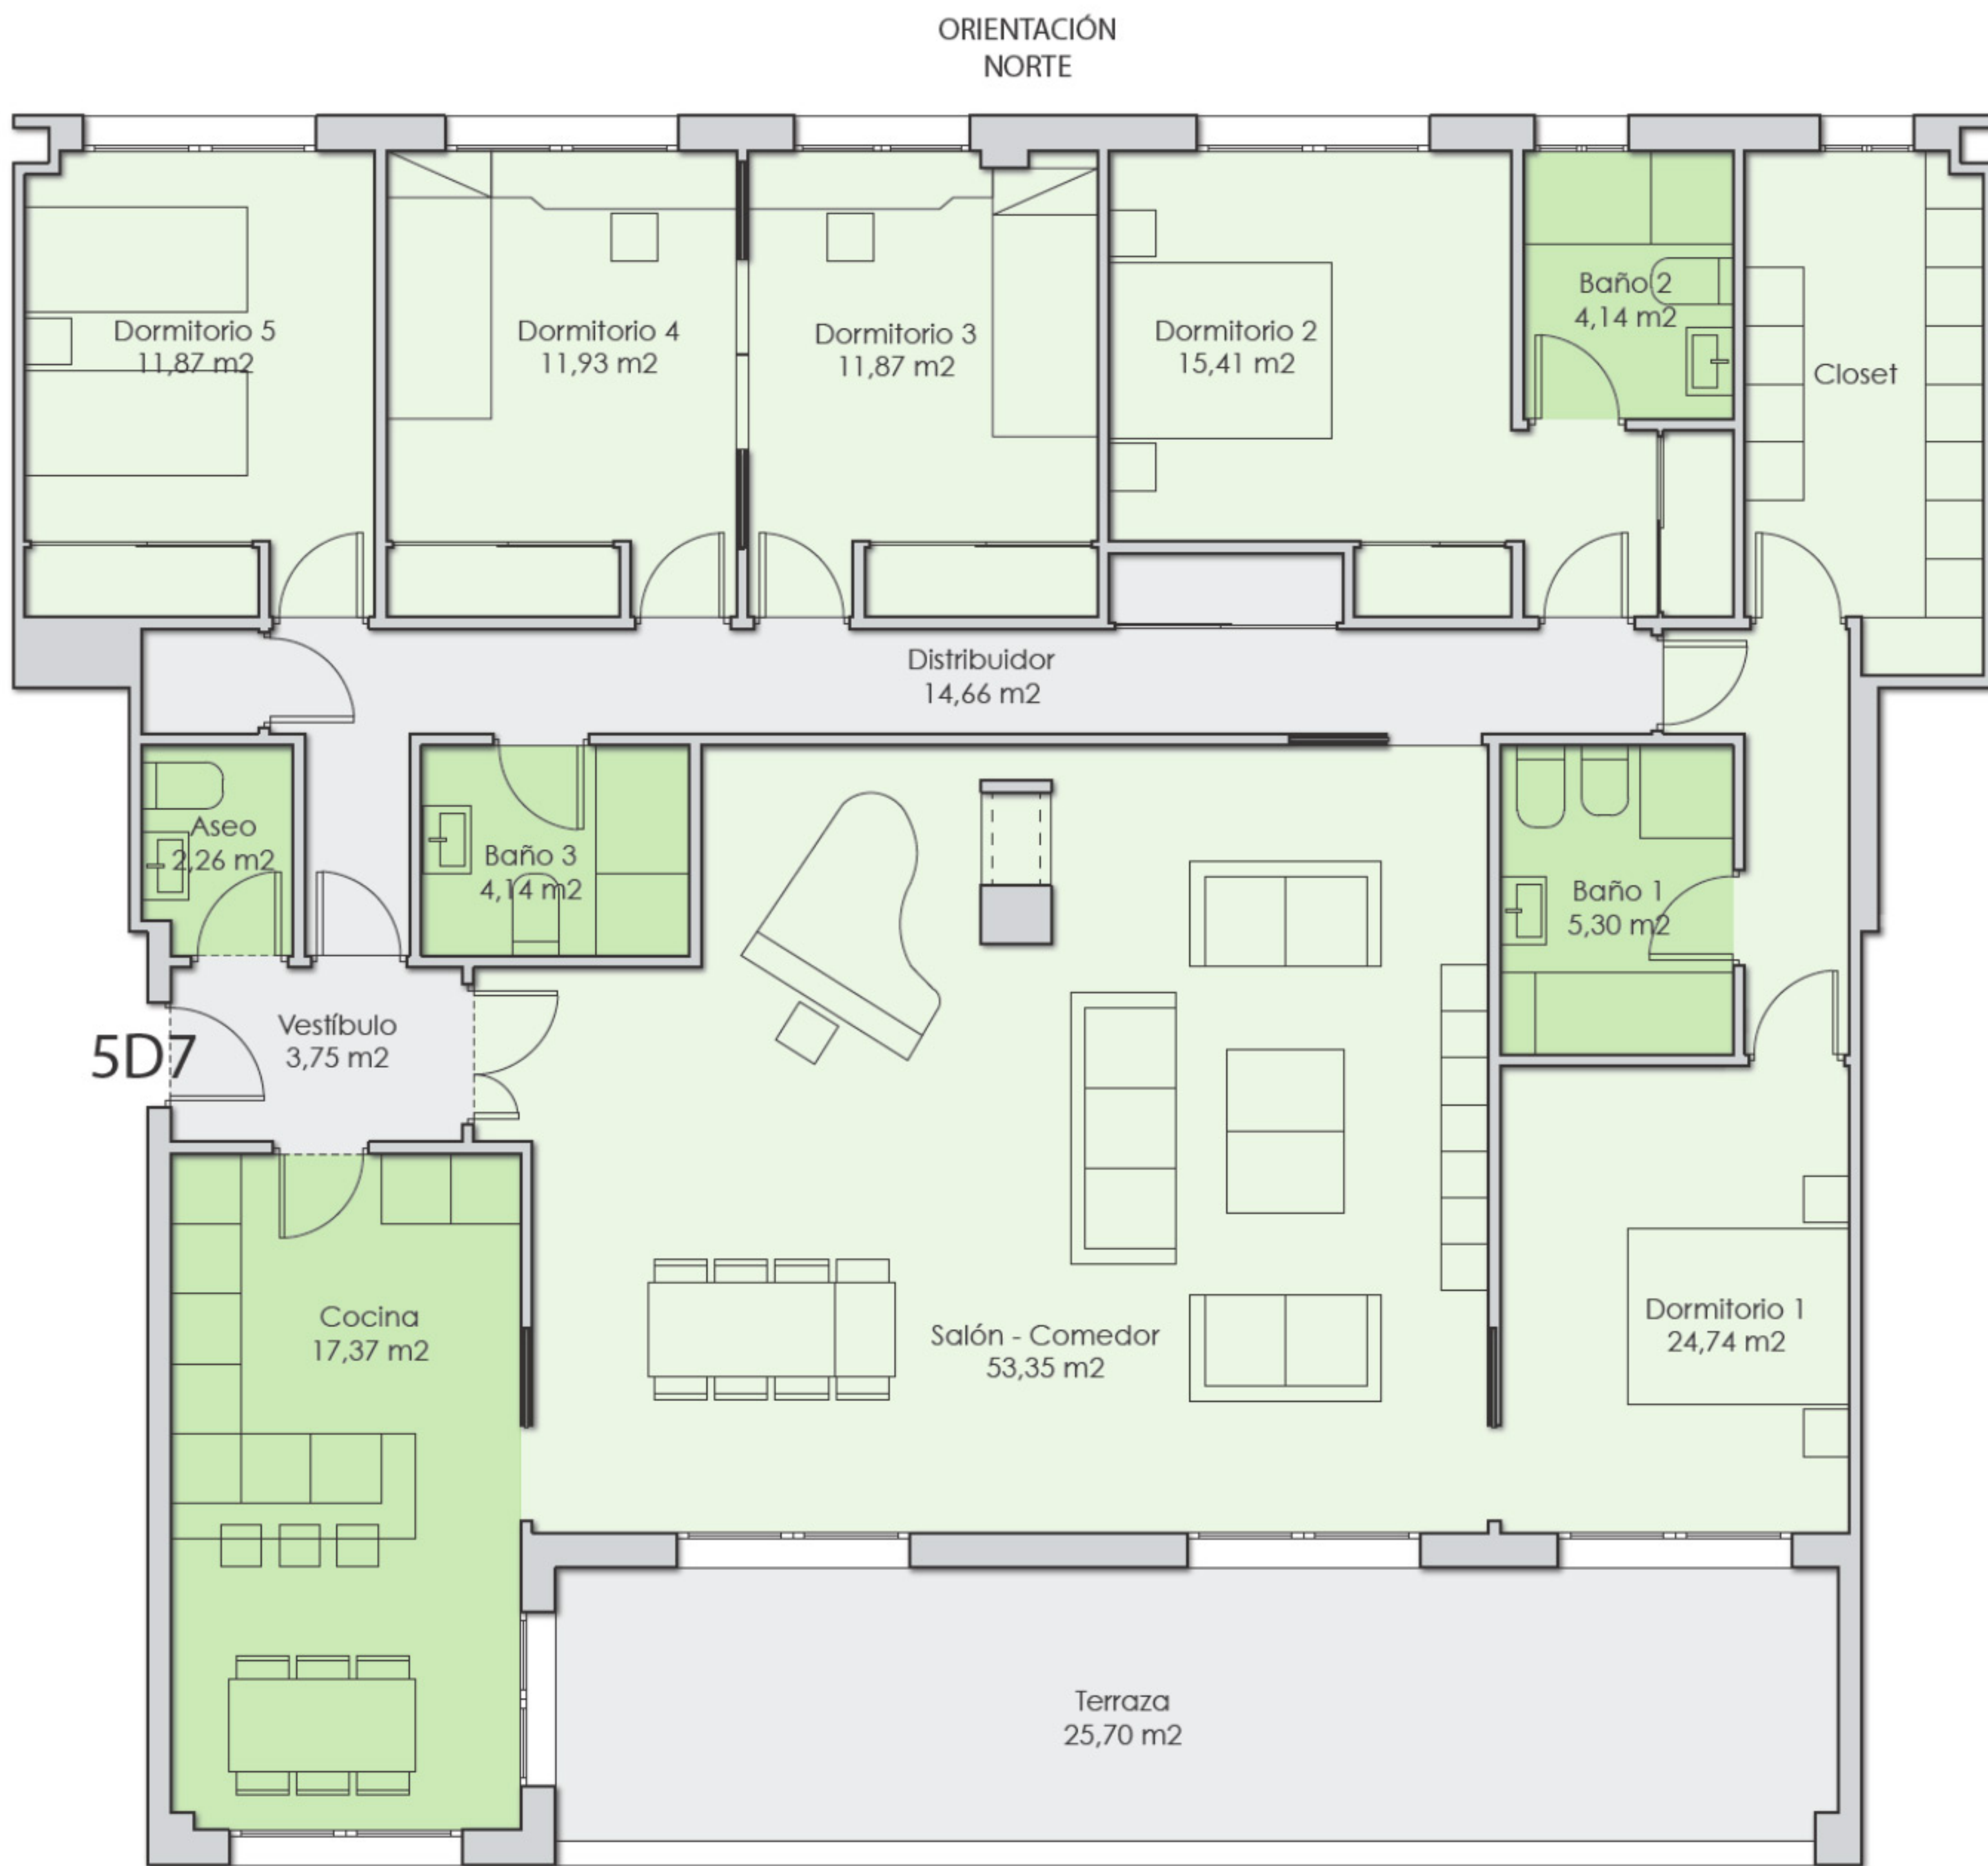 ORIENTACIÓN
NORTE
Dormitorio 5
11,87 m2
Dormitorio 4
11,93 m2
Dormitorio 3
11,87 m2
Dormitorio 2
15,41 m2
Baño 2
4,14 m2
Closet
Distribuidor
14,66 m2
Aseo
2,26 m2
Baño 3
4,14 m2
Baño 1
5,30 m2
5D7
Vestíbulo
3,75 m2
Cocina
17,37 m2
Salón - Comedor
53,35 m2
Dormitorio 1
24,74 m2
Terraza
25,70 m2